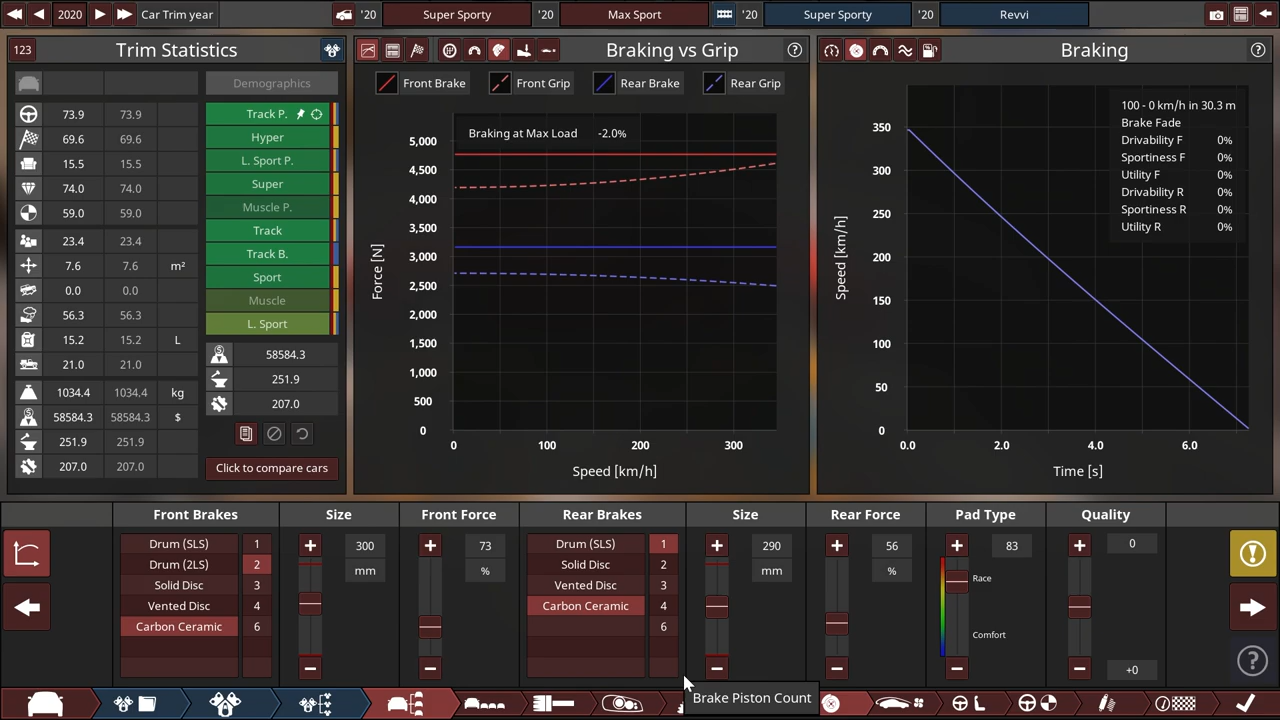 2020 Car Trim year '20 Super Sporty '20 Max Sport '20 Super Sporty '20 Revvi
123 Trim Statistics
Demographics
73.9 73.9
69.6 69.6
15.5 15.5
74.0 74.0
59.0 59.0
23.4 23.4
7.6 7.6 m²
0.0 0.0
56.3 56.3
15.2 15.2 L
21.0 21.0
1034.4 1034.4 kg
58584.3 58584.3 $
251.9 251.9
207.0 207.0
Track P.
Hyper
L. Sport P.
Super
Muscle P.
Track
Track B.
Sport
Muscle
L. Sport
58584.3
251.9
207.0
Click to compare cars
Braking vs Grip ?
Front Brake Front Grip Rear Brake Rear Grip
Braking at Max Load -2.0%
5,000
4,500
4,000
3,500
3,000
2,500
2,000
1,500
1,000
500
0
Force [N]
0 100 200 300
Speed [km/h]
Braking ?
100 - 0 km/h in 30.3 m
Brake Fade
Drivability F 0%
Sportiness F 0%
Utility F 0%
Drivability R 0%
Sportiness R 0%
Utility R 0%
350
300
250
200
150
100
50
0
Speed [km/h]
0.0 2.0 4.0 6.0
Time [s]
Front Brakes Size Front Force Rear Brakes Size Rear Force Pad Type Quality
Drum (SLS) 1
Drum (2LS) 2
Solid Disc 3
Vented Disc 4
Carbon Ceramic 6
+ 300
mm
−
+ 73
%
−
Drum (SLS) 1
Solid Disc 2
Vented Disc 3
Carbon Ceramic 4
6
+ 290
mm
−
+ 56
%
−
+ 83
Race
Comfort
−
+ 0
− +0
?
Brake Piston Count